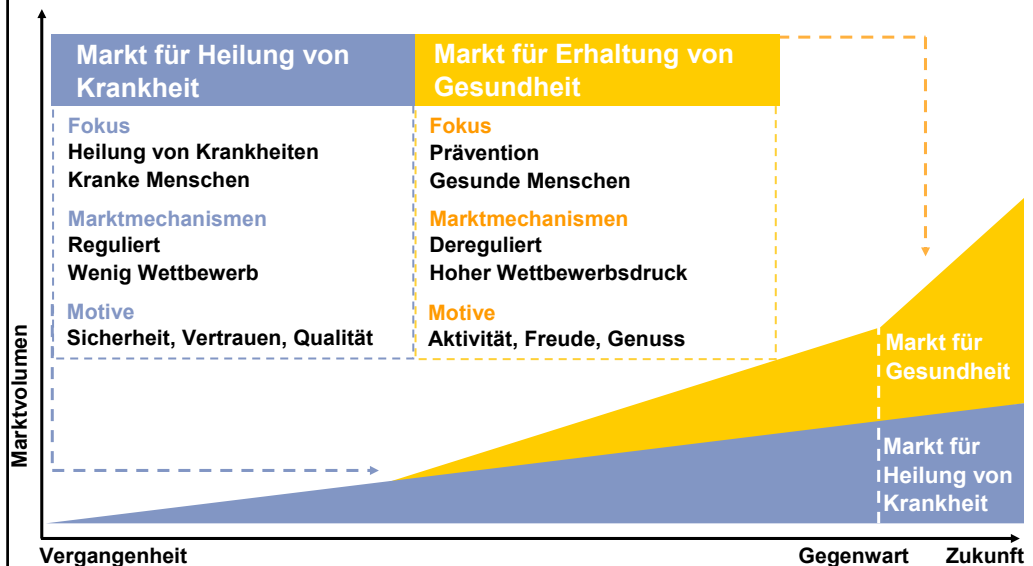 Markt für Heilung von
Krankheit
Fokus
Heilung von Krankheiten
Kranke Menschen
Marktmechanismen
Reguliert
Wenig Wettbewerb
Motive
Sicherheit, Vertrauen, Qualität
Markt für Erhaltung von
Gesundheit
Fokus
Prävention
Gesunde Menschen
Marktmechanismen
Dereguliert
Hoher Wettbewerbsdruck
Motive
Aktivität, Freude, Genuss
Markt für
Gesundheit
Markt für
Heilung von
Krankheit
Marktvolumen
Vergangenheit
Gegenwart
Zukunft